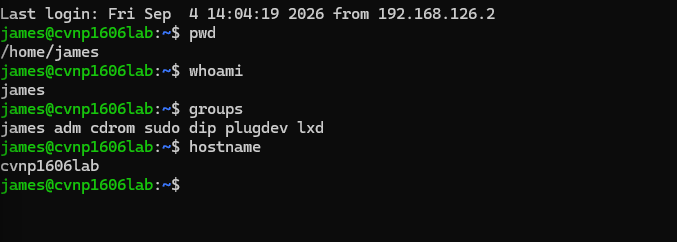 Last login: Fri Sep  4 14:04:19 2026 from 192.168.126.2
james@cvnp1606lab:~$ pwd
/home/james
james@cvnp1606lab:~$ whoami
james
james@cvnp1606lab:~$ groups
james adm cdrom sudo dip plugdev lxd
james@cvnp1606lab:~$ hostname
cvnp1606lab
james@cvnp1606lab:~$